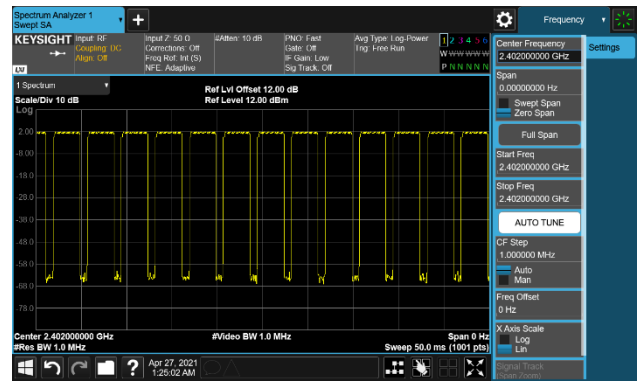 Spectrum Analyzer 1
Swept SA
Frequency
KEYSIGHT
Input: RF
Coupling: DC
Align: Off
Input Z: 50 Ω
Corrections: Off
Freq Ref: Int (S)
NFE: Adaptive
#Atten: 10 dB
PNO: Fast
Gate: Off
IF Gain: Low
Sig Track: Off
Avg Type: Log-Power
Trig: Free Run
1 2 3 4 5 6
W W W W W W
P N N N N N
LXI
1 Spectrum
Scale/Div 10 dB
Ref Lvl Offset 12.00 dB
Ref Level 12.00 dBm
Log
2.00
-8.00
-18.0
-28.0
-38.0
-48.0
-58.0
-68.0
-78.0
Center 2.402000000 GHz
#Video BW 1.0 MHz
Span 0 Hz
#Res BW 1.0 MHz
Sweep 50.0 ms (1001 pts)
?
Apr 27, 2021
1:25:02 AM
Center Frequency
2.402000000 GHz
Settings
Span
0.00000000 Hz
Swept Span
Zero Span
Full Span
Start Freq
2.402000000 GHz
Stop Freq
2.402000000 GHz
AUTO TUNE
CF Step
1.000000 MHz
Auto
Man
Freq Offset
0 Hz
X Axis Scale
Log
Lin
Signal Track
(Span Zoom)